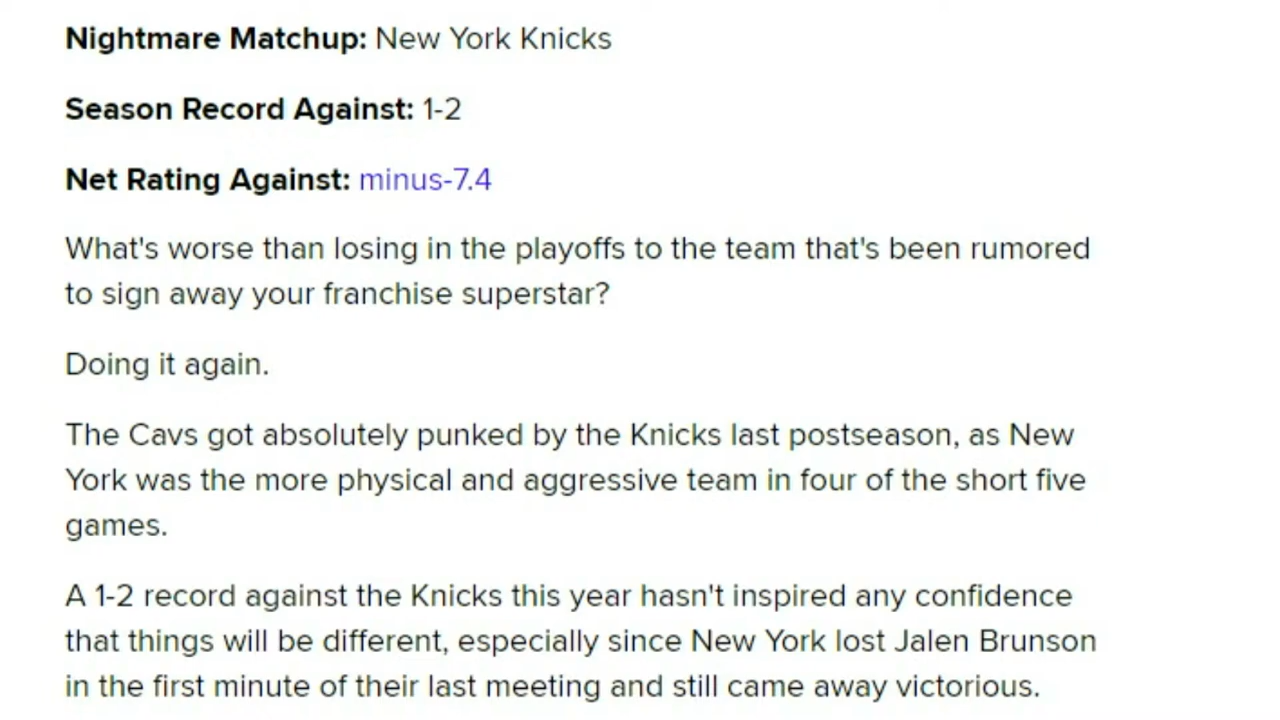 Nightmare Matchup: New York Knicks
Season Record Against: 1-2
Net Rating Against: minus-7.4
What's worse than losing in the playoffs to the team that's been rumored
to sign away your franchise superstar?
Doing it again.
The Cavs got absolutely punked by the Knicks last postseason, as New
York was the more physical and aggressive team in four of the short five
games.
A 1-2 record against the Knicks this year hasn't inspired any confidence
that things will be different, especially since New York lost Jalen Brunson
in the first minute of their last meeting and still came away victorious.